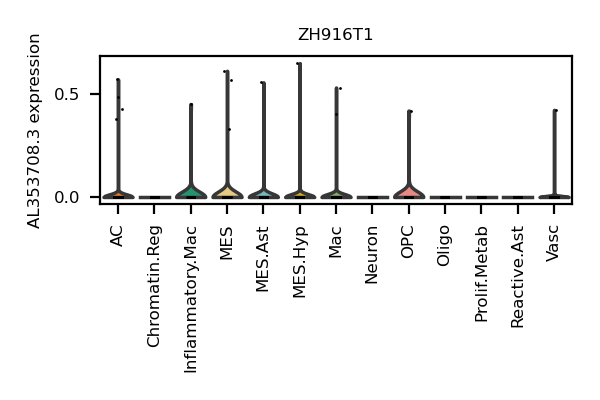 ZH916T1
AL353708.3 expression
0.5
0.0
AC
Chromatin.Reg
Inflammatory.Mac
MES
MES.Ast
MES.Hyp
Mac
Neuron
OPC
Oligo
Prolif.Metab
Reactive.Ast
Vasc